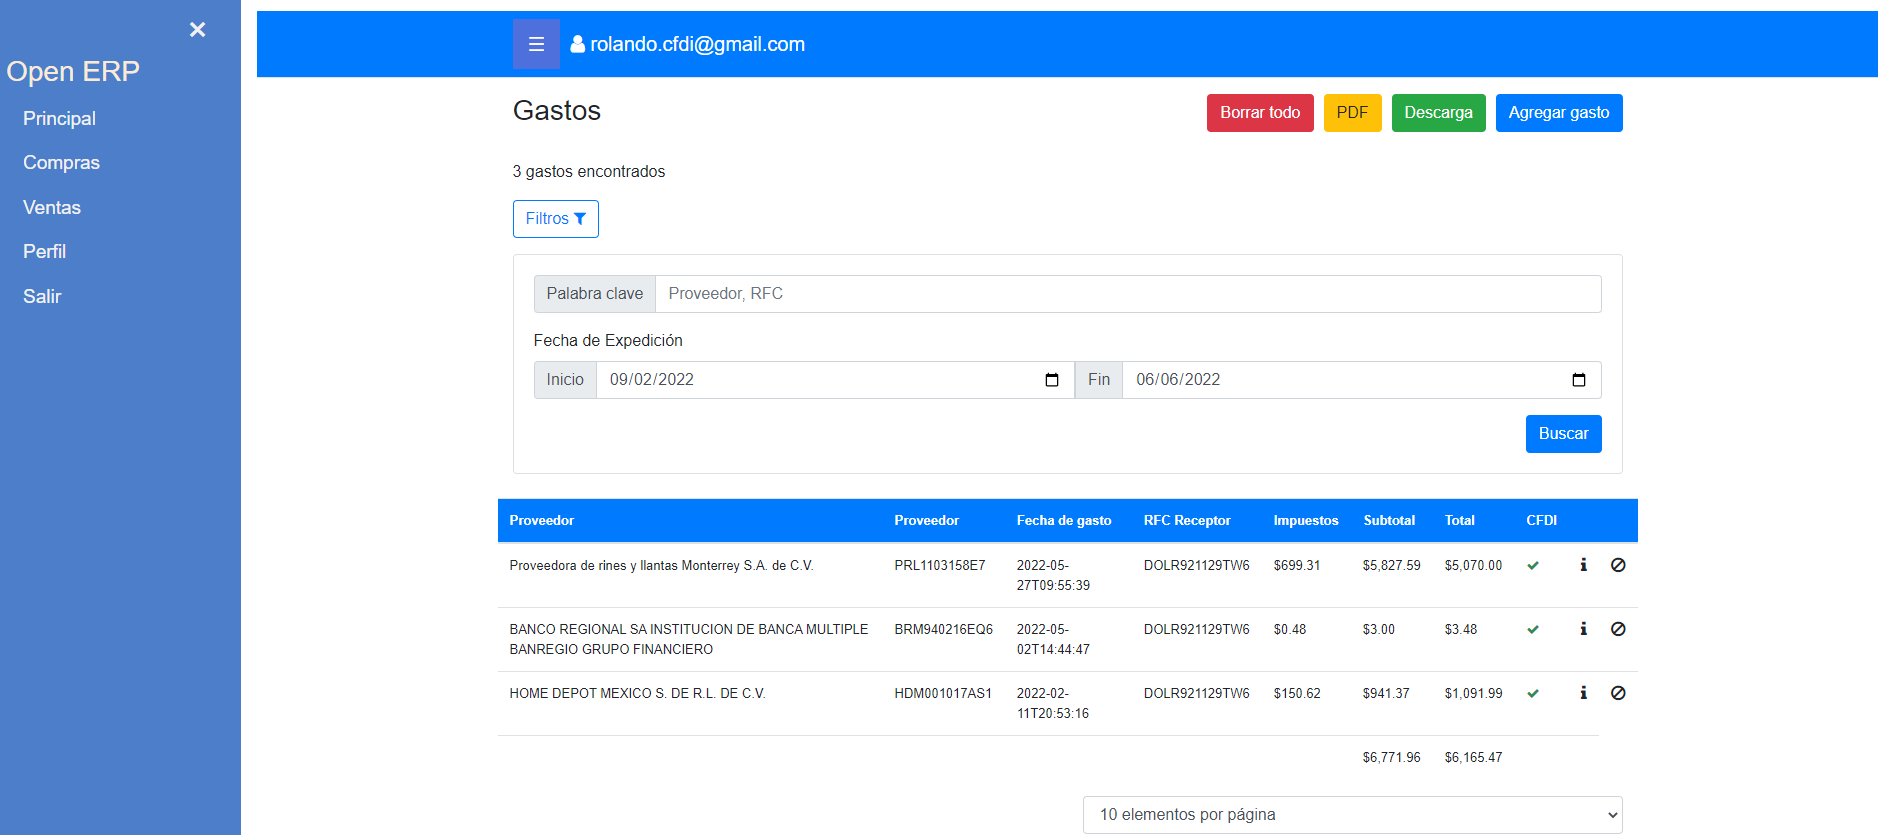 ×
Open ERP
Principal
Compras
Ventas
Perfil
Salir
☰ rolando.cfdi@gmail.com
Gastos
Borrar todo PDF Descarga Agregar gasto
3 gastos encontrados
Filtros
Palabra clave Proveedor, RFC
Fecha de Expedición
Inicio 09/02/2022 Fin 06/06/2022
Buscar
Proveedor Proveedor Fecha de gasto RFC Receptor Impuestos Subtotal Total CFDI
Proveedora de rines y llantas Monterrey S.A. de C.V. PRL1103158E7 2022-05- DOLR921129TW6 $699.31 $5,827.59 $5,070.00 ✓ i
27T09:55:39
BANCO REGIONAL SA INSTITUCION DE BANCA MULTIPLE BRM940216EQ6 2022-05- DOLR921129TW6 $0.48 $3.00 $3.48 ✓ i
BANREGIO GRUPO FINANCIERO 02T14:44:47
HOME DEPOT MEXICO S. DE R.L. DE C.V. HDM001017AS1 2022-02- DOLR921129TW6 $150.62 $941.37 $1,091.99 ✓ i
11T20:53:16
$6,771.96 $6,165.47
10 elementos por página